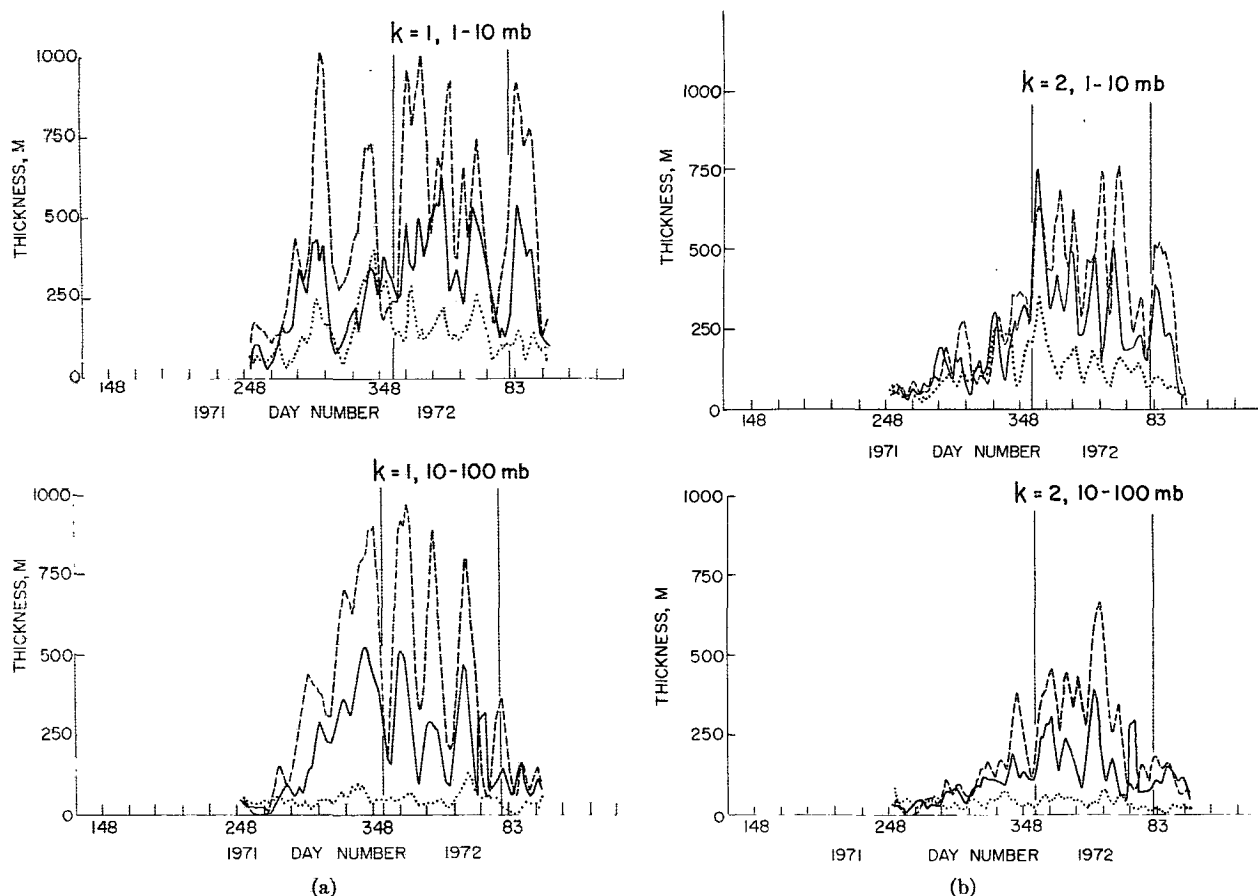 k = 1, 1-10 mb
1000
750
500
250
0
THICKNESS, M
148 248 348 83
1971 DAY NUMBER 1972
k = 1, 10-100 mb
1000
750
500
250
0
THICKNESS, M
148 248 348 83
1971 DAY NUMBER 1972
(a)
k = 2, 1-10 mb
1000
750
500
250
0
THICKNESS, M
148 248 348 83
1971 DAY NUMBER 1972
k = 2, 10-100 mb
1000
750
500
250
0
THICKNESS, M
148 248 348 83
1971 DAY NUMBER 1972
(b)